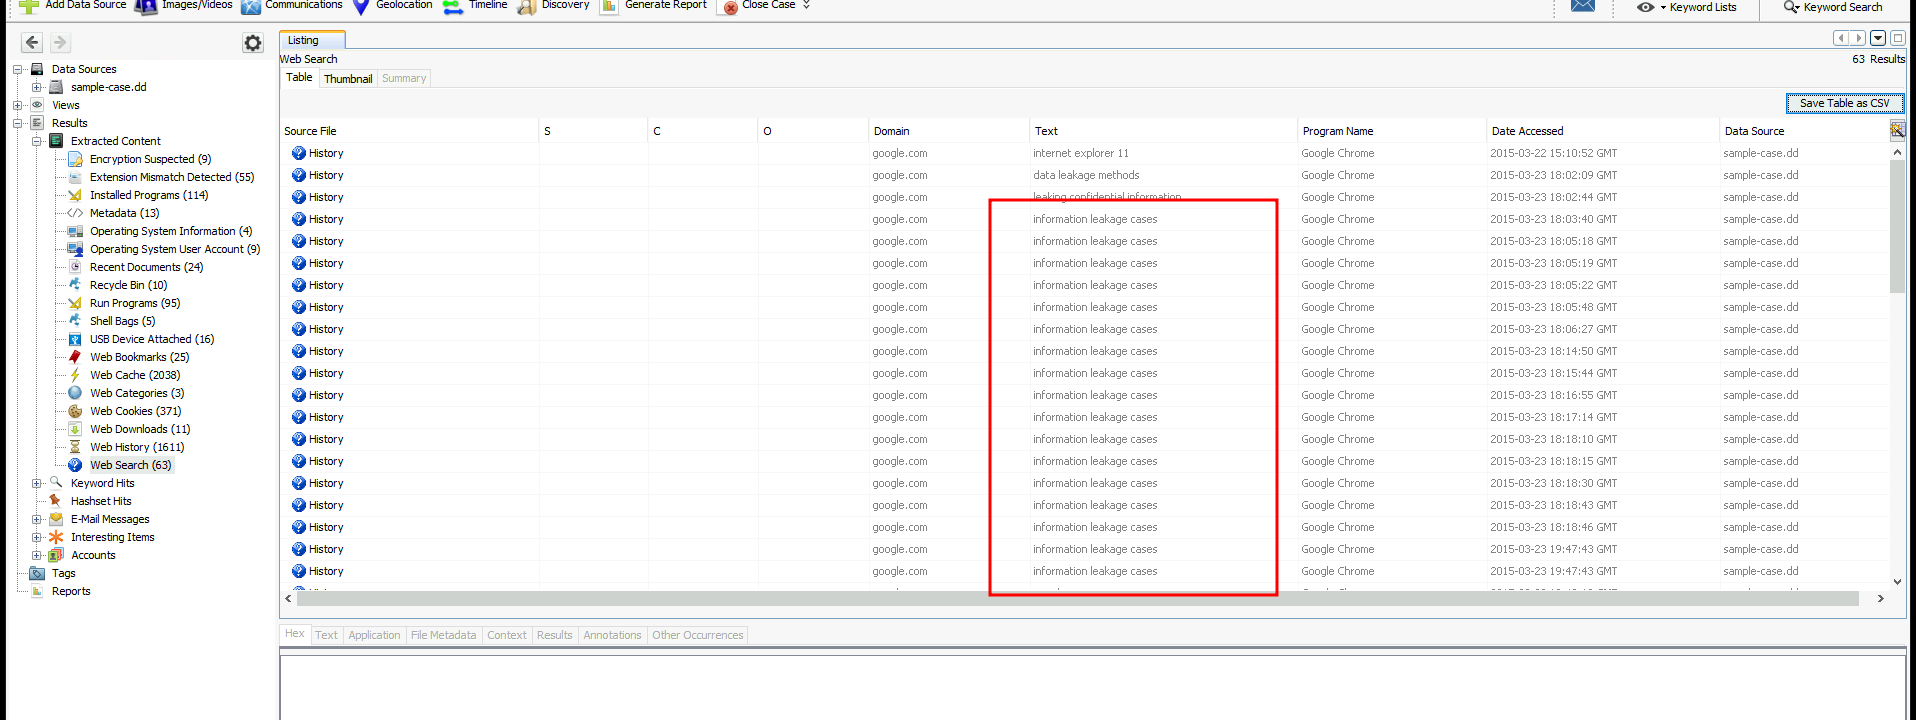 Add Data Source Images/Videos Communications Geolocation Timeline Discovery Generate Report Close Case Keyword Lists Keyword Search
Listing
Web Search
63 Results
Table Thumbnail Summary
Save Table as CSV
Data Sources
sample-case.dd
Views
Results
Extracted Content
Encryption Suspected (9)
Extension Mismatch Detected (55)
Installed Programs (114)
Metadata (13)
Operating System Information (4)
Operating System User Account (9)
Recent Documents (24)
Recycle Bin (10)
Run Programs (95)
Shell Bags (5)
USB Device Attached (16)
Web Bookmarks (25)
Web Cache (2038)
Web Categories (3)
Web Cookies (371)
Web Downloads (11)
Web History (1611)
Web Search (63)
Keyword Hits
Hashset Hits
E-Mail Messages
Interesting Items
Accounts
Tags
Reports
Source File S C O Domain Text Program Name Date Accessed Data Source
History google.com internet explorer 11 Google Chrome 2015-03-22 15:10:52 GMT sample-case.dd
History google.com data leakage methods Google Chrome 2015-03-23 18:02:09 GMT sample-case.dd
History google.com leaking confidential information Google Chrome 2015-03-23 18:02:44 GMT sample-case.dd
History google.com information leakage cases Google Chrome 2015-03-23 18:03:40 GMT sample-case.dd
History google.com information leakage cases Google Chrome 2015-03-23 18:05:18 GMT sample-case.dd
History google.com information leakage cases Google Chrome 2015-03-23 18:05:19 GMT sample-case.dd
History google.com information leakage cases Google Chrome 2015-03-23 18:05:22 GMT sample-case.dd
History google.com information leakage cases Google Chrome 2015-03-23 18:05:48 GMT sample-case.dd
History google.com information leakage cases Google Chrome 2015-03-23 18:06:27 GMT sample-case.dd
History google.com information leakage cases Google Chrome 2015-03-23 18:14:50 GMT sample-case.dd
History google.com information leakage cases Google Chrome 2015-03-23 18:15:44 GMT sample-case.dd
History google.com information leakage cases Google Chrome 2015-03-23 18:16:55 GMT sample-case.dd
History google.com information leakage cases Google Chrome 2015-03-23 18:17:14 GMT sample-case.dd
History google.com information leakage cases Google Chrome 2015-03-23 18:18:10 GMT sample-case.dd
History google.com information leakage cases Google Chrome 2015-03-23 18:18:15 GMT sample-case.dd
History google.com information leakage cases Google Chrome 2015-03-23 18:18:30 GMT sample-case.dd
History google.com information leakage cases Google Chrome 2015-03-23 18:18:43 GMT sample-case.dd
History google.com information leakage cases Google Chrome 2015-03-23 18:18:46 GMT sample-case.dd
History google.com information leakage cases Google Chrome 2015-03-23 19:47:43 GMT sample-case.dd
History google.com information leakage cases Google Chrome 2015-03-23 19:47:43 GMT sample-case.dd
Hex Text Application File Metadata Context Results Annotations Other Occurrences